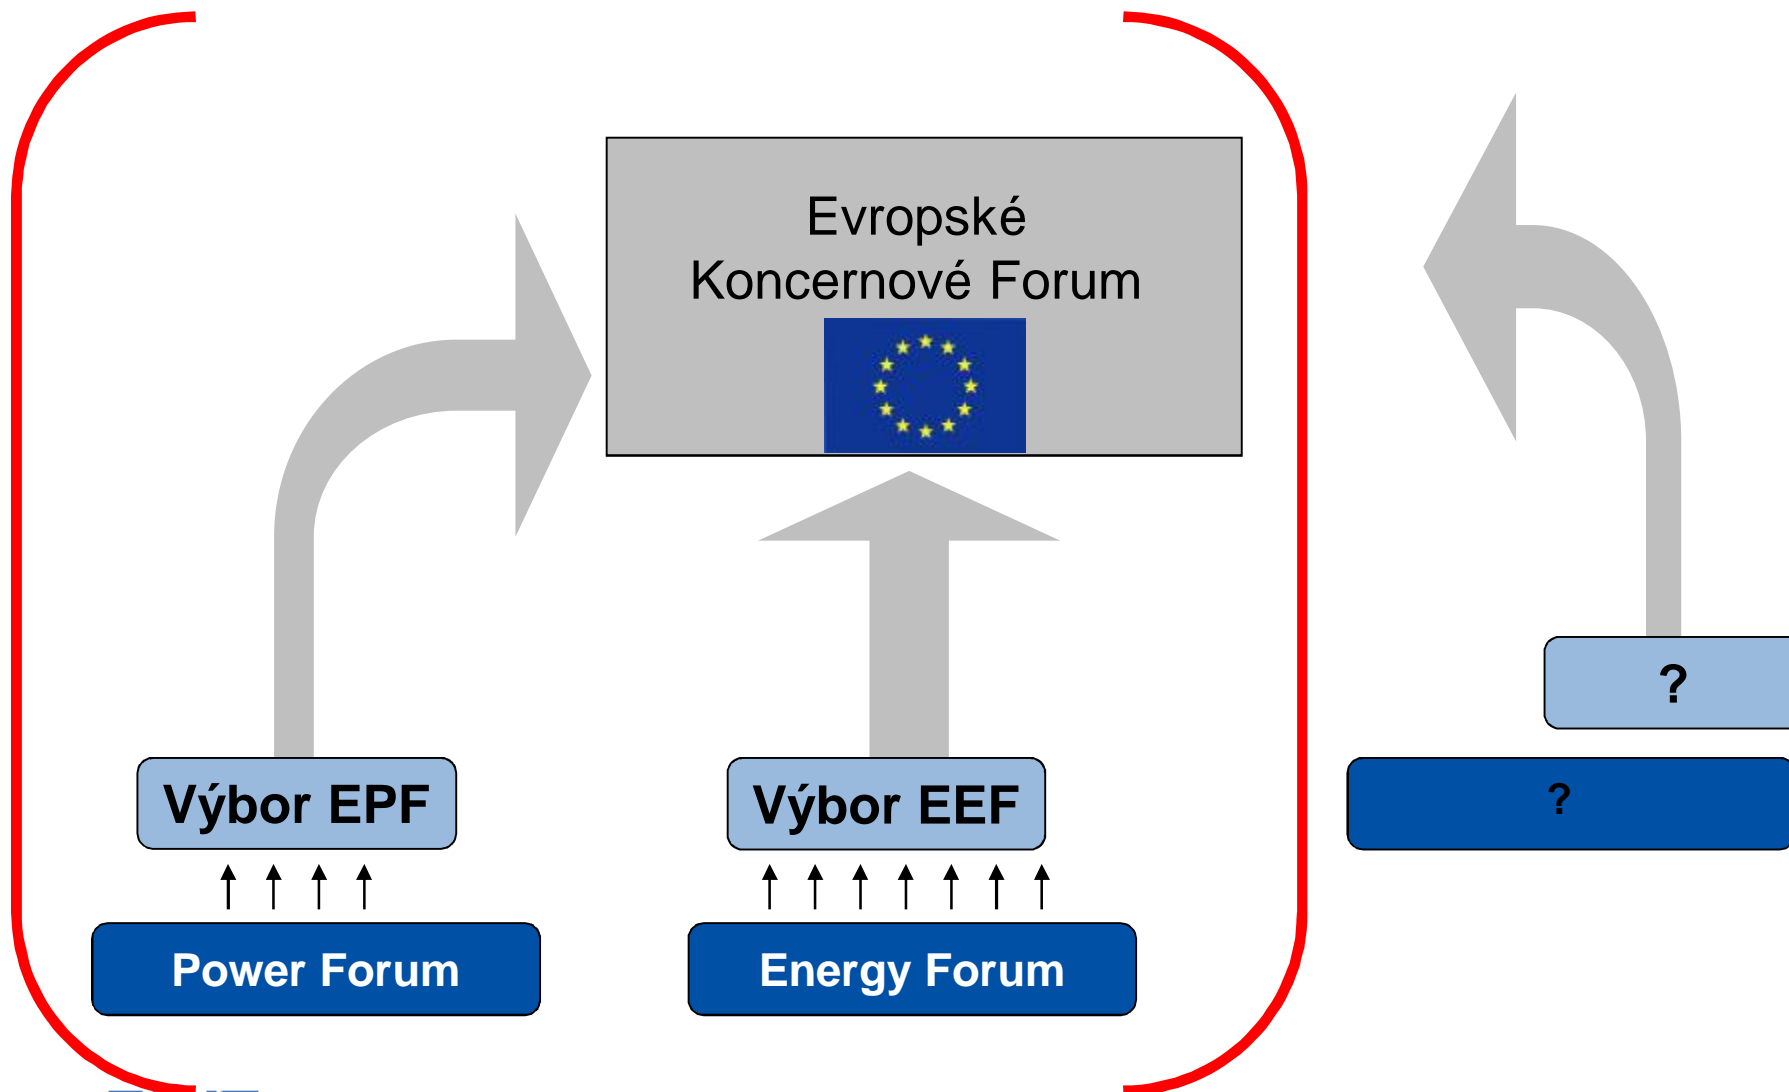 Evropské
Koncernové Forum
?
Výbor EPF
Výbor EEF
?
Power Forum
Energy Forum